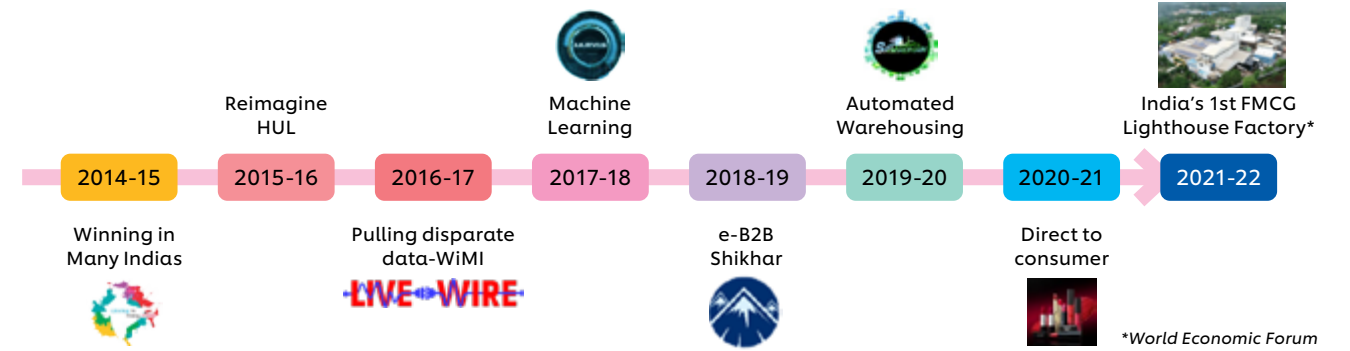 Reimagine
HUL
Machine
Learning
Automated
Warehousing
India's 1st FMCG
Lighthouse Factory*
2014-15
2015-16
2016-17
2017-18
2018-19
2019-20
2020-21
2021-22
Winning in
Many Indias
Pulling disparate
data-WiMI
LIVE WIRE
e-B2B
Shikhar
Direct to
consumer
*World Economic Forum